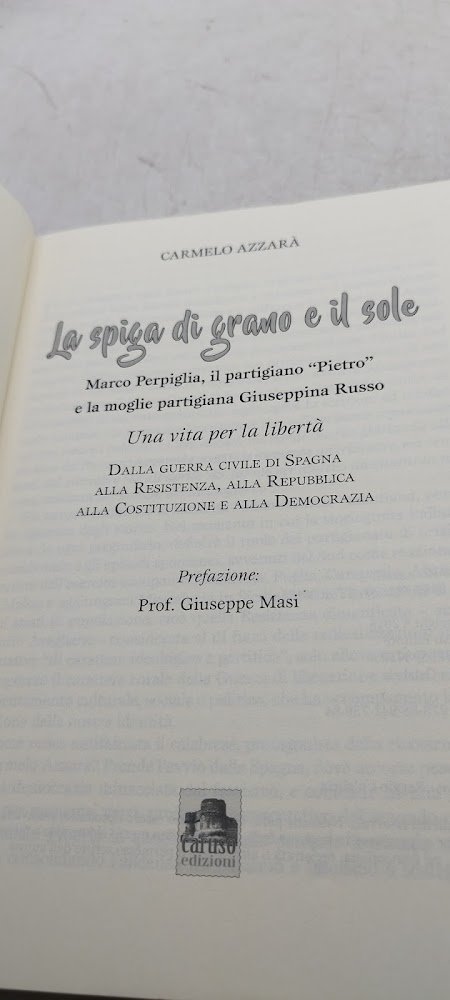 CARMELO AZZARÀ
La spiga di grano e il sole
Marco Perpiglia, il partigiano “Pietro”
e la moglie partigiana Giuseppina Russo
Una vita per la libertà
DALLA GUERRA CIVILE DI SPAGNA
ALLA RESISTENZA, ALLA REPUBBLICA
ALLA COSTITUZIONE E ALLA DEMOCRAZIA
Prefazione:
Prof. Giuseppe Masi
caruso
edizioni